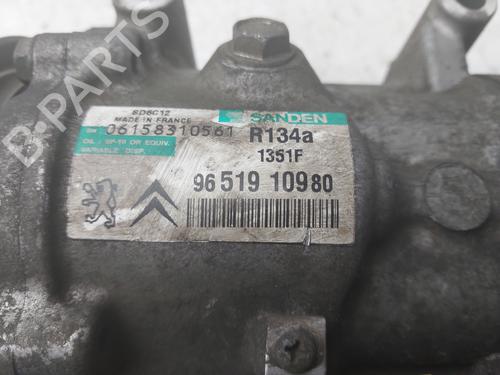 SD6C12
MADE IN FRANCE
SANDEN
SN 06158310561
R134a
OIL : SP-10 OR EQUIV.
VARIABLE DISP.
1351F
96 519 109 80
B-PARTS